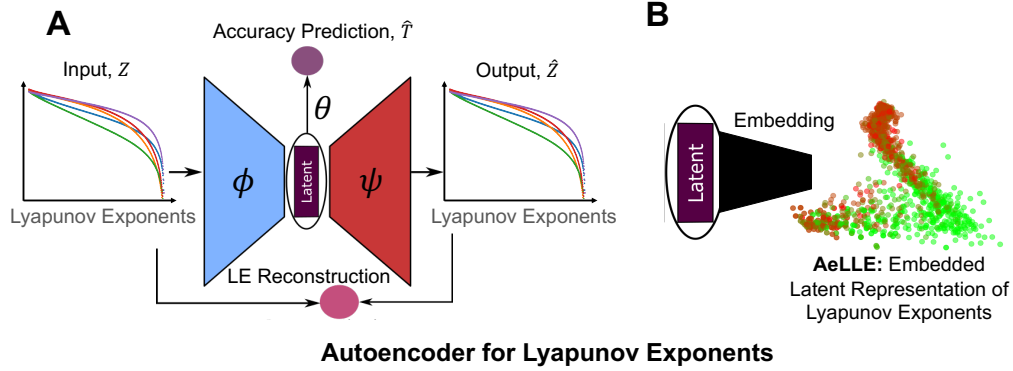 A
Accuracy Prediction, T̂
Input, Z
θ
Output, Ẑ
ϕ
Latent
ψ
Lyapunov Exponents
Lyapunov Exponents
LE Reconstruction
B
Embedding
Latent
AeLLE: Embedded
Latent Representation of
Lyapunov Exponents
Autoencoder for Lyapunov Exponents